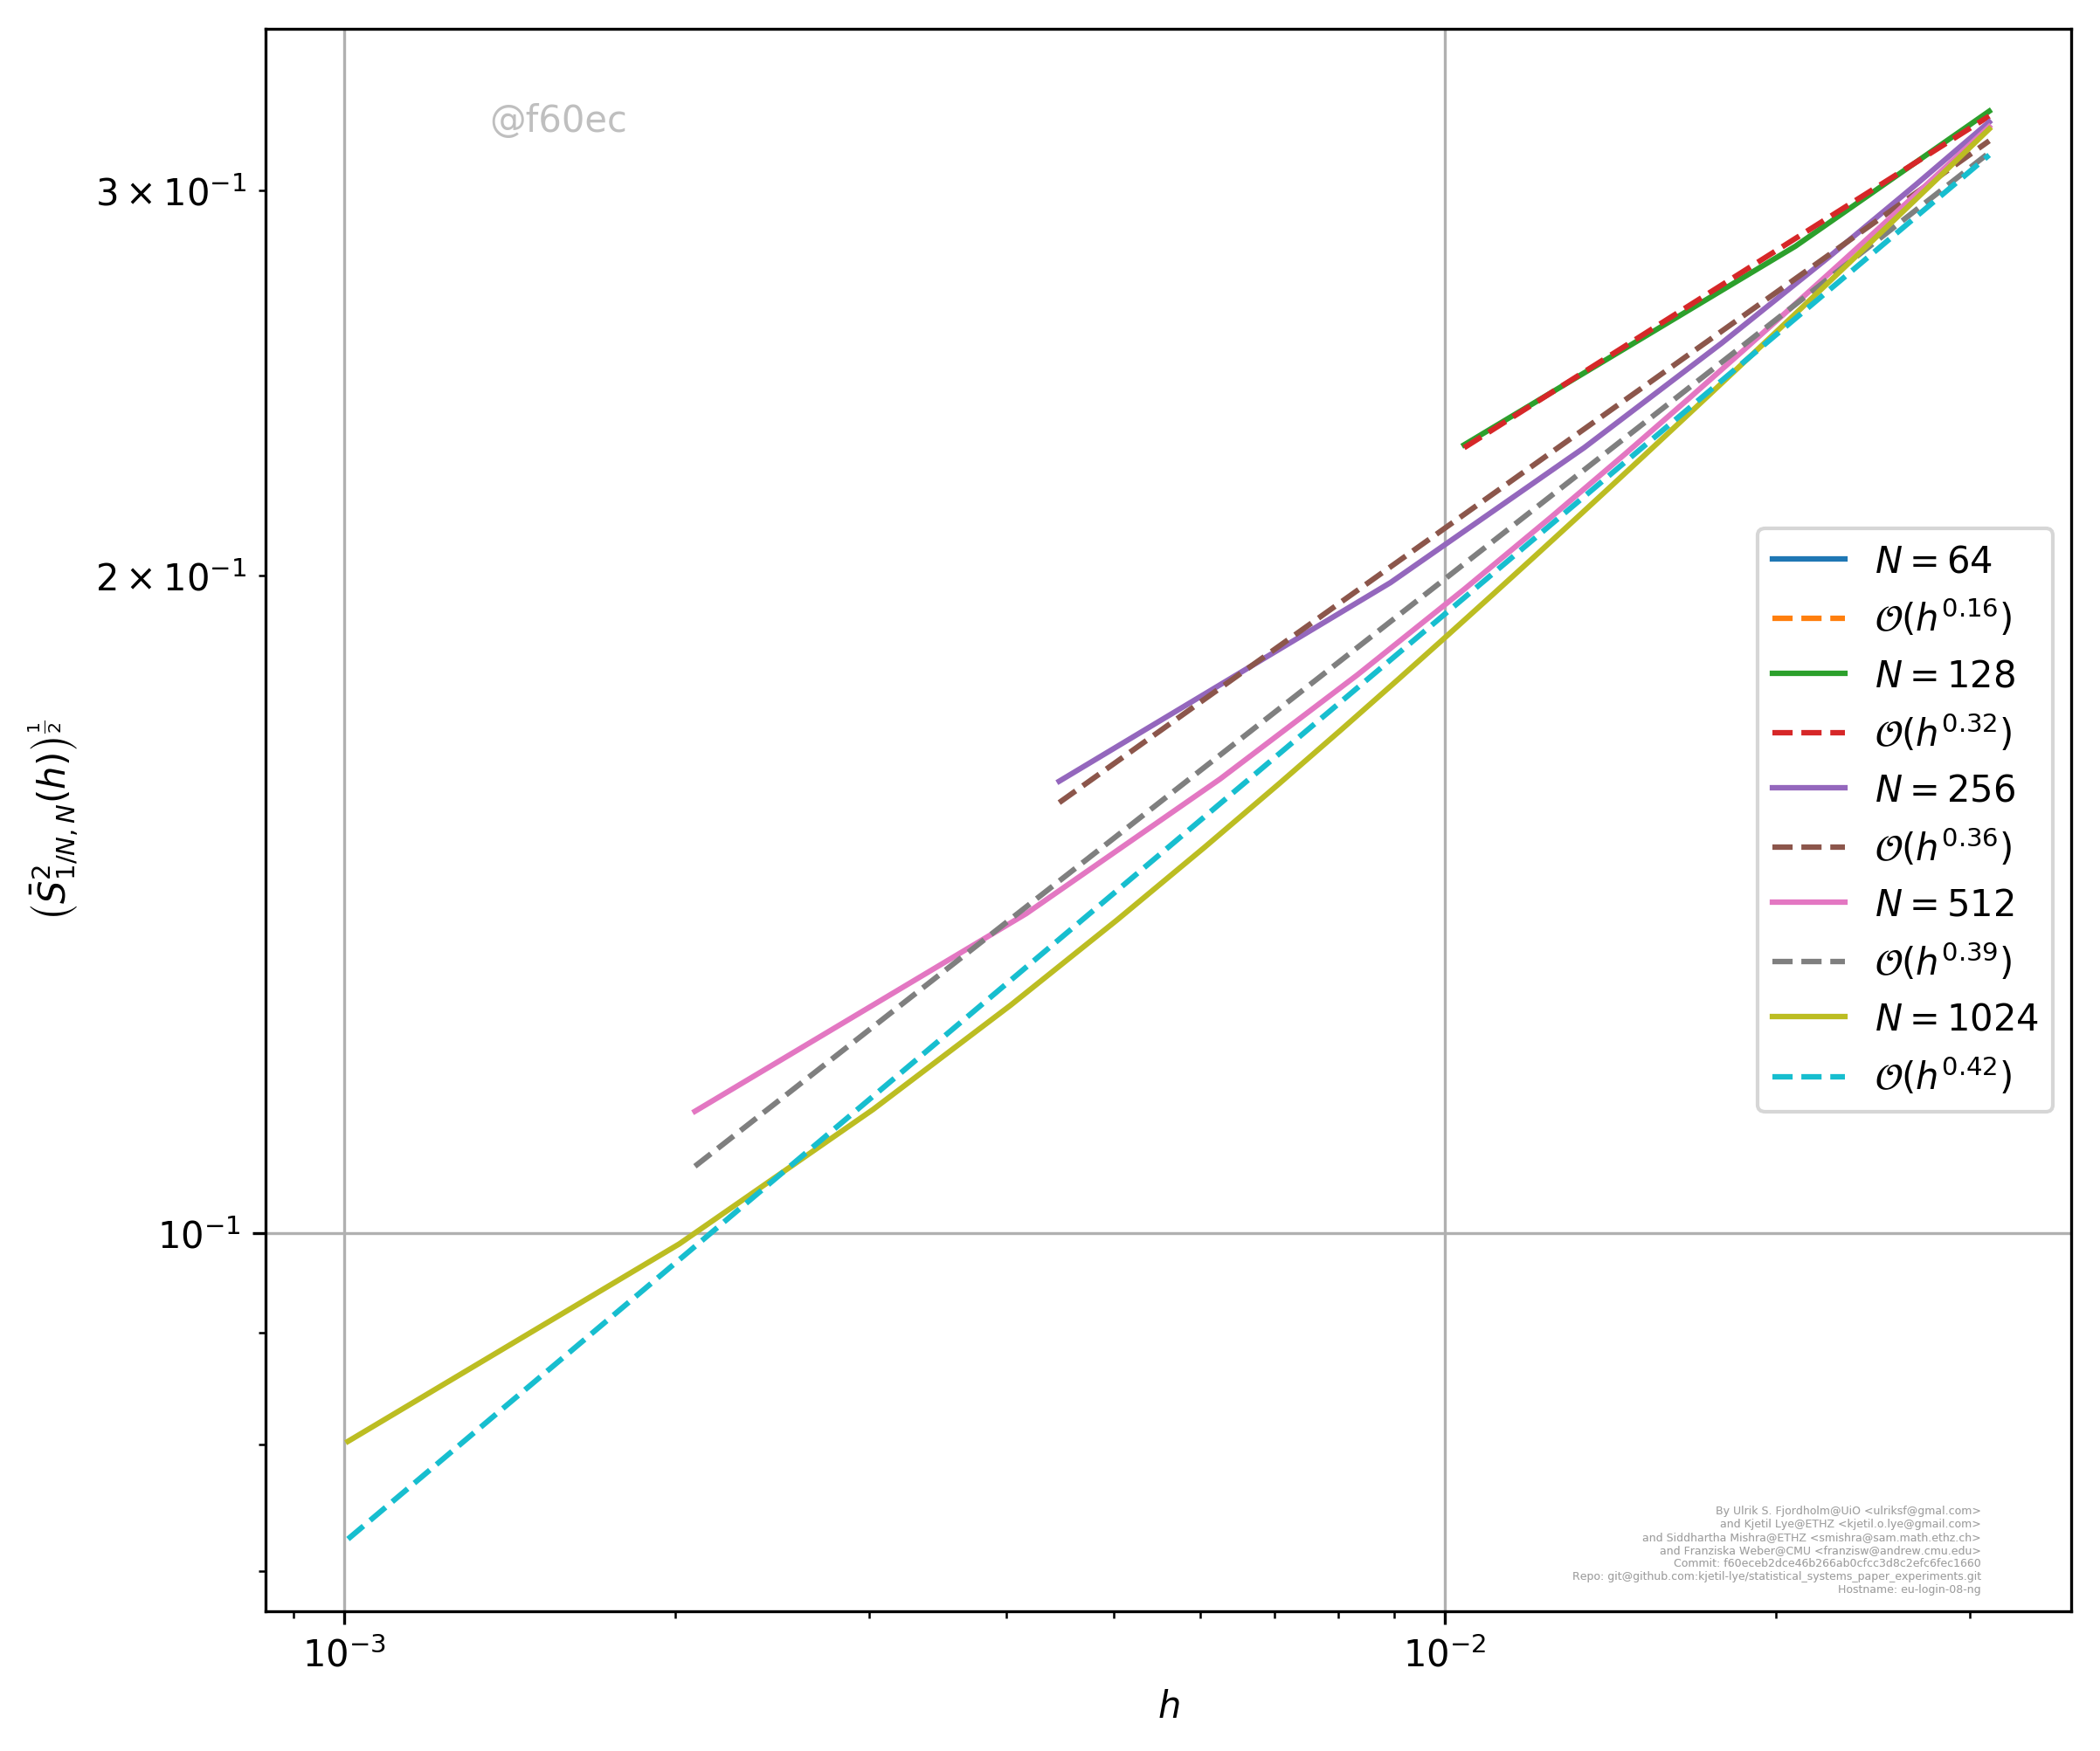 @f60ec
3 × 10⁻¹
2 × 10⁻¹
10⁻¹
(S̄²₁/N, N(h))^½
N = 64
𝒪(h^0.16)
N = 128
𝒪(h^0.32)
N = 256
𝒪(h^0.36)
N = 512
𝒪(h^0.39)
N = 1024
𝒪(h^0.42)
By Ulrik S. Fjordholm@UiO <ulriksf@gmal.com>
and Kjetil Lye@ETHZ <kjetil.o.lye@gmail.com>
and Siddhartha Mishra@ETHZ <smishra@sam.math.ethz.ch>
and Franziska Weber@CMU <franzisw@andrew.cmu.edu>
Commit: f60eceb2dce46b266ab0cfcc3d8c2efc6fec1660
Repo: git@github.com:kjetil-lye/statistical_systems_paper_experiments.git
Hostname: eu-login-08-ng
10⁻³
10⁻²
h